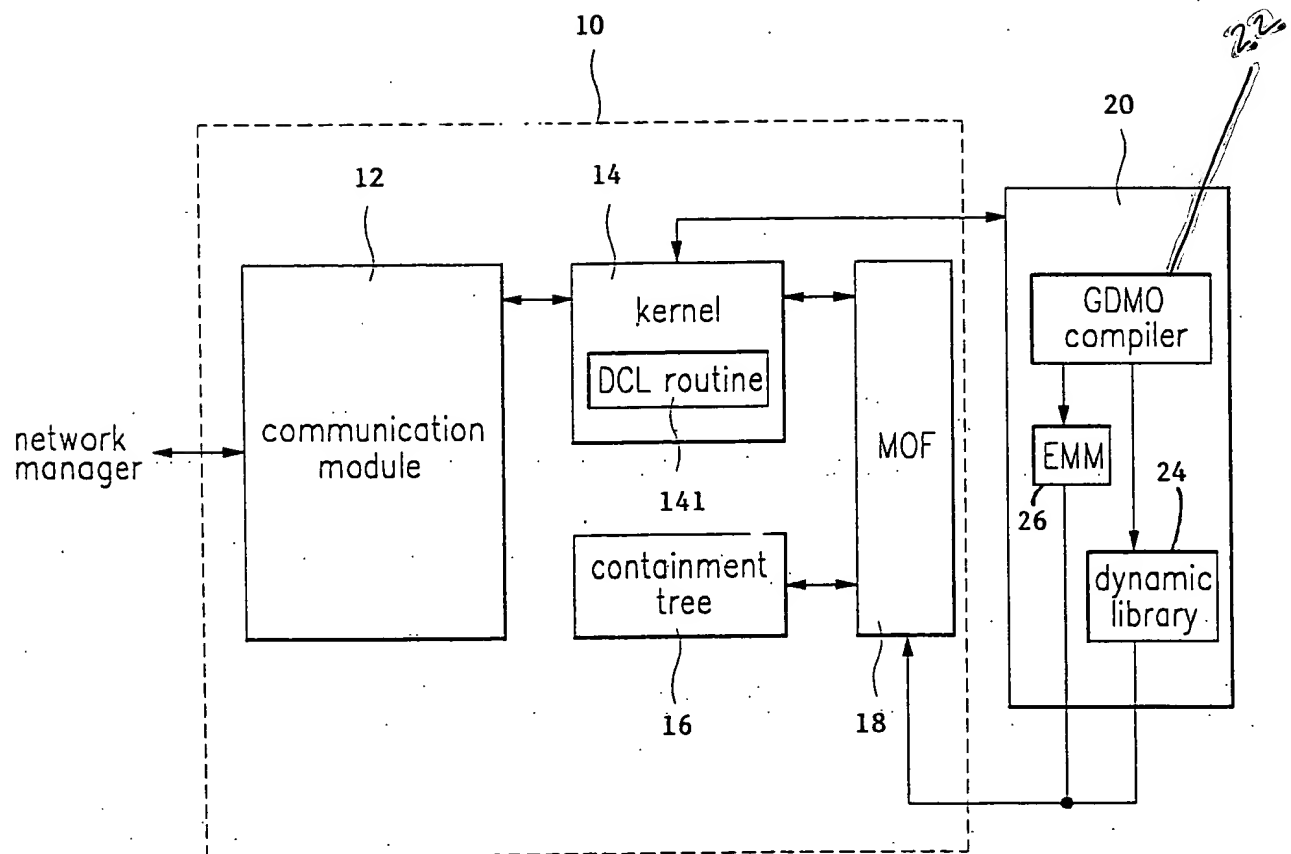 10
22
20
12
14
GDMO
compiler
kernel
DCL routine
network
manager
communication
module
MOF
EMM
24
141
26
containment
tree
dynamic
library
16
18